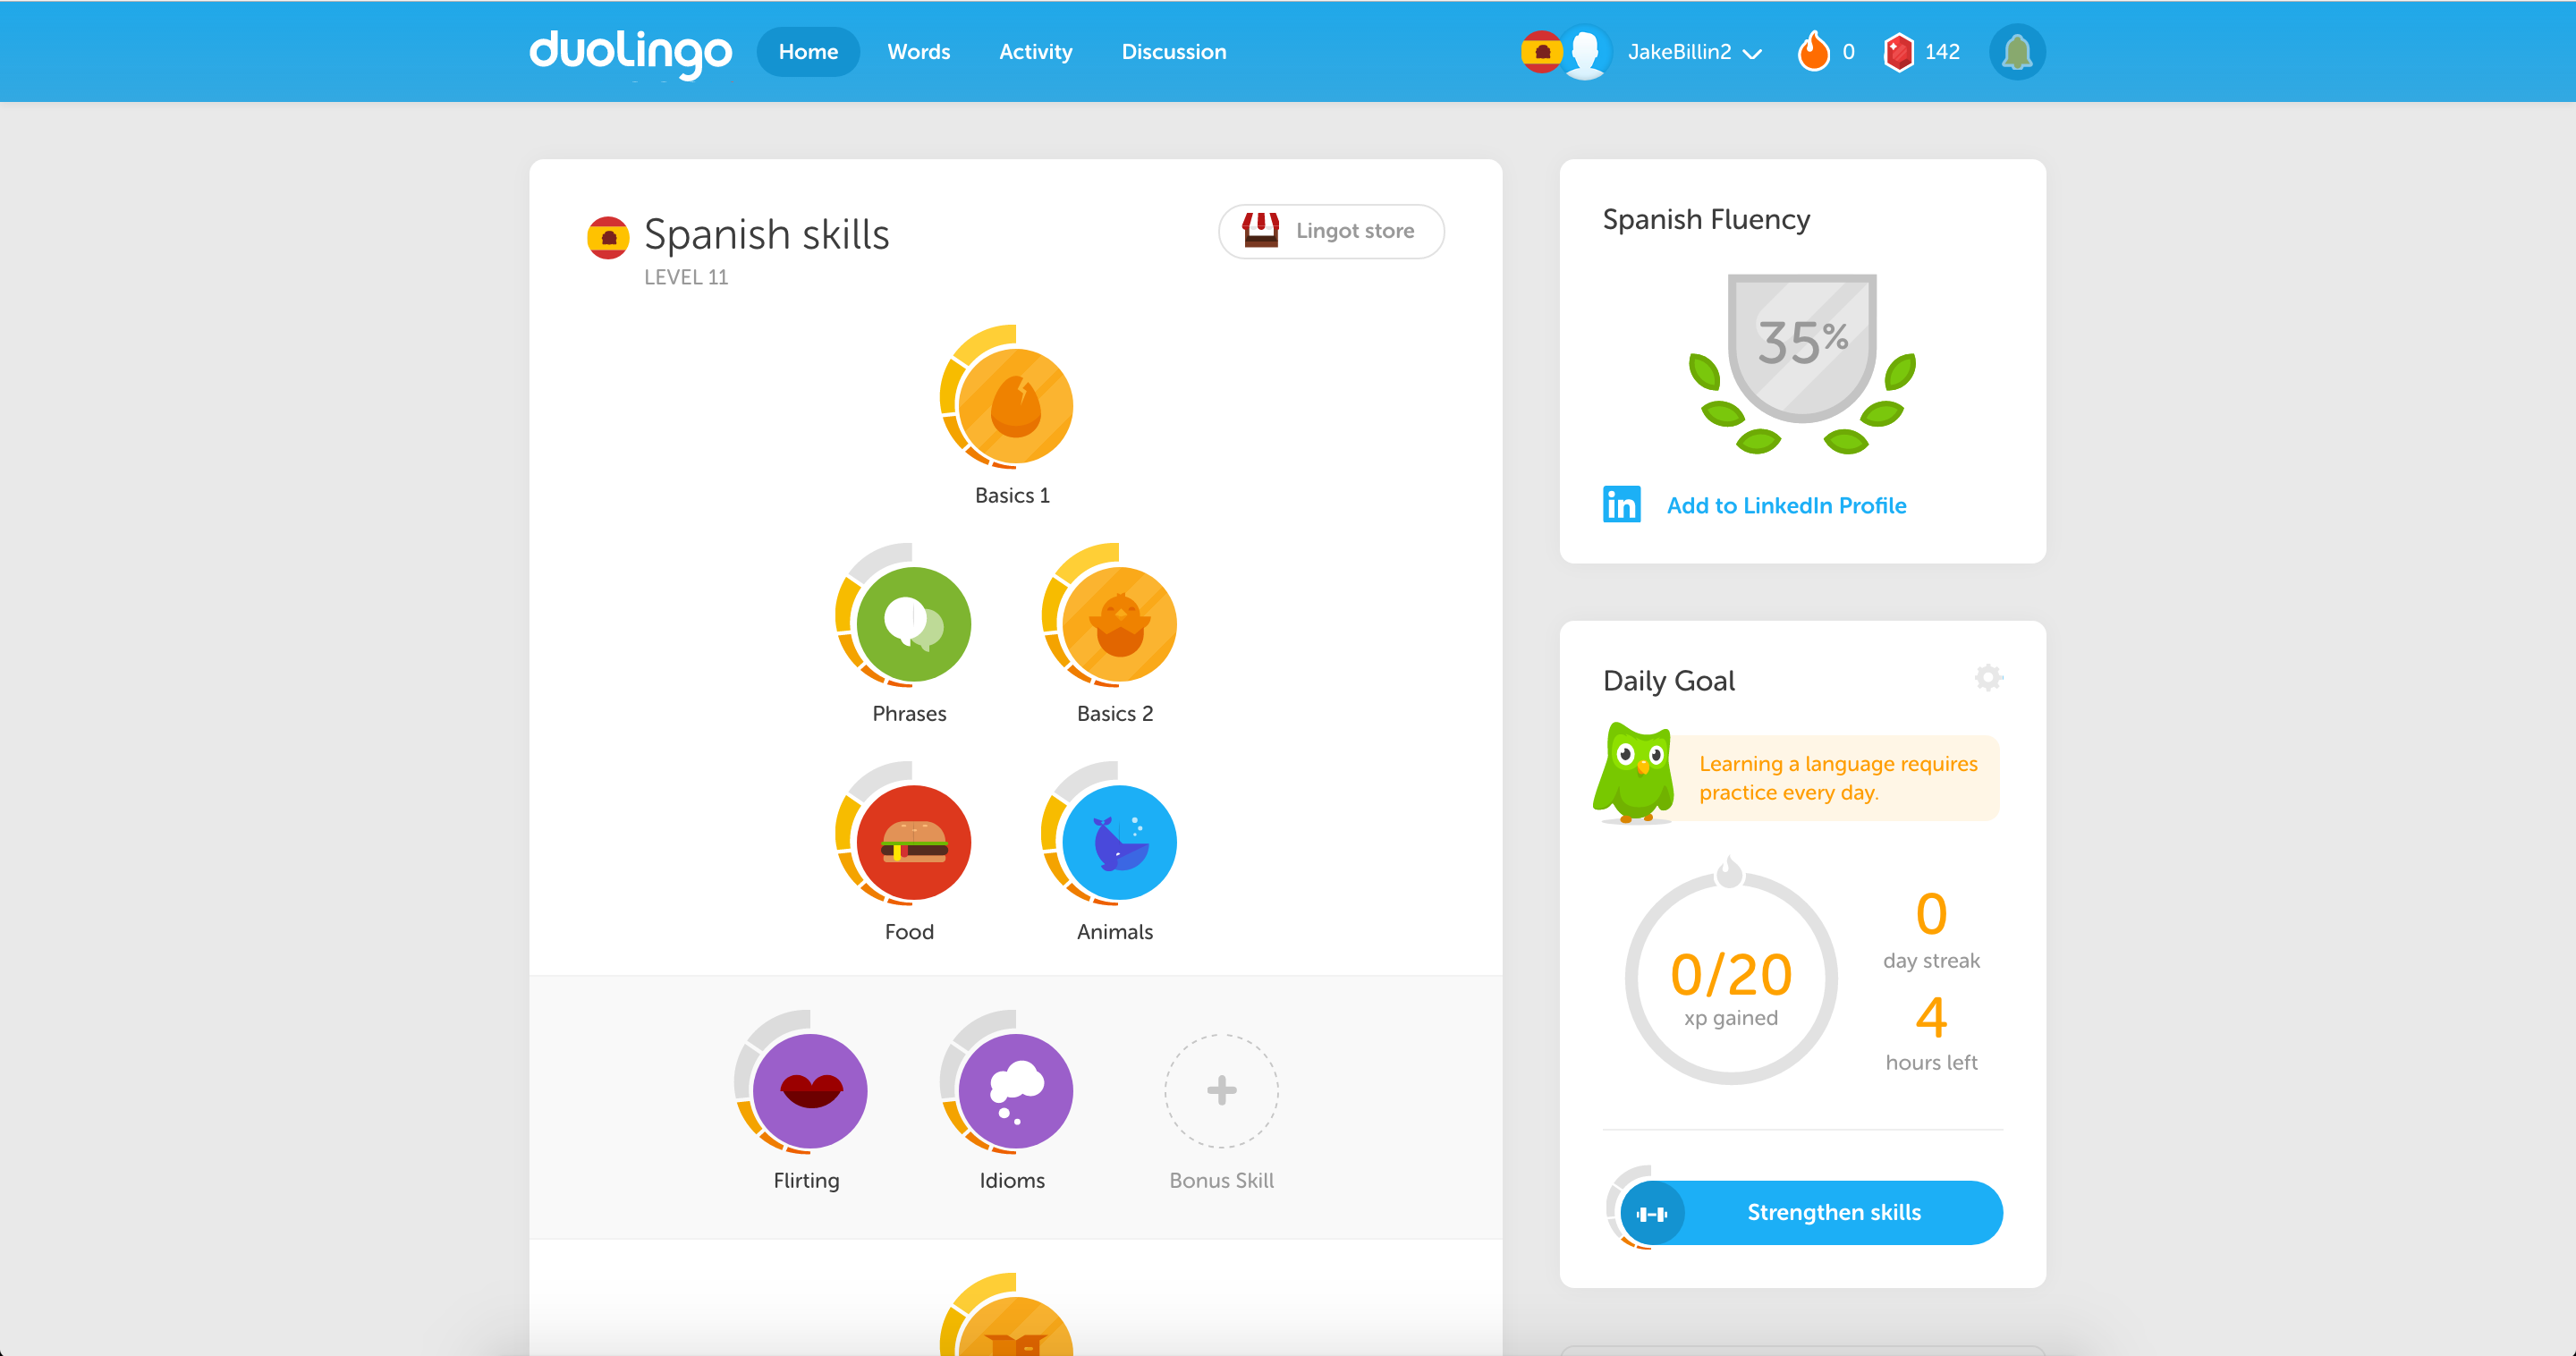 duolingo
Home
Words
Activity
Discussion
JakeBillin2
0
142
Spanish skills
LEVEL 11
Lingot store
Basics 1
Phrases
Basics 2
Food
Animals
Flirting
Idioms
Bonus Skill
Spanish Fluency
35%
in
Add to LinkedIn Profile
Daily Goal
Learning a language requires
practice every day.
0/20
xp gained
0
day streak
4
hours left
Strengthen skills